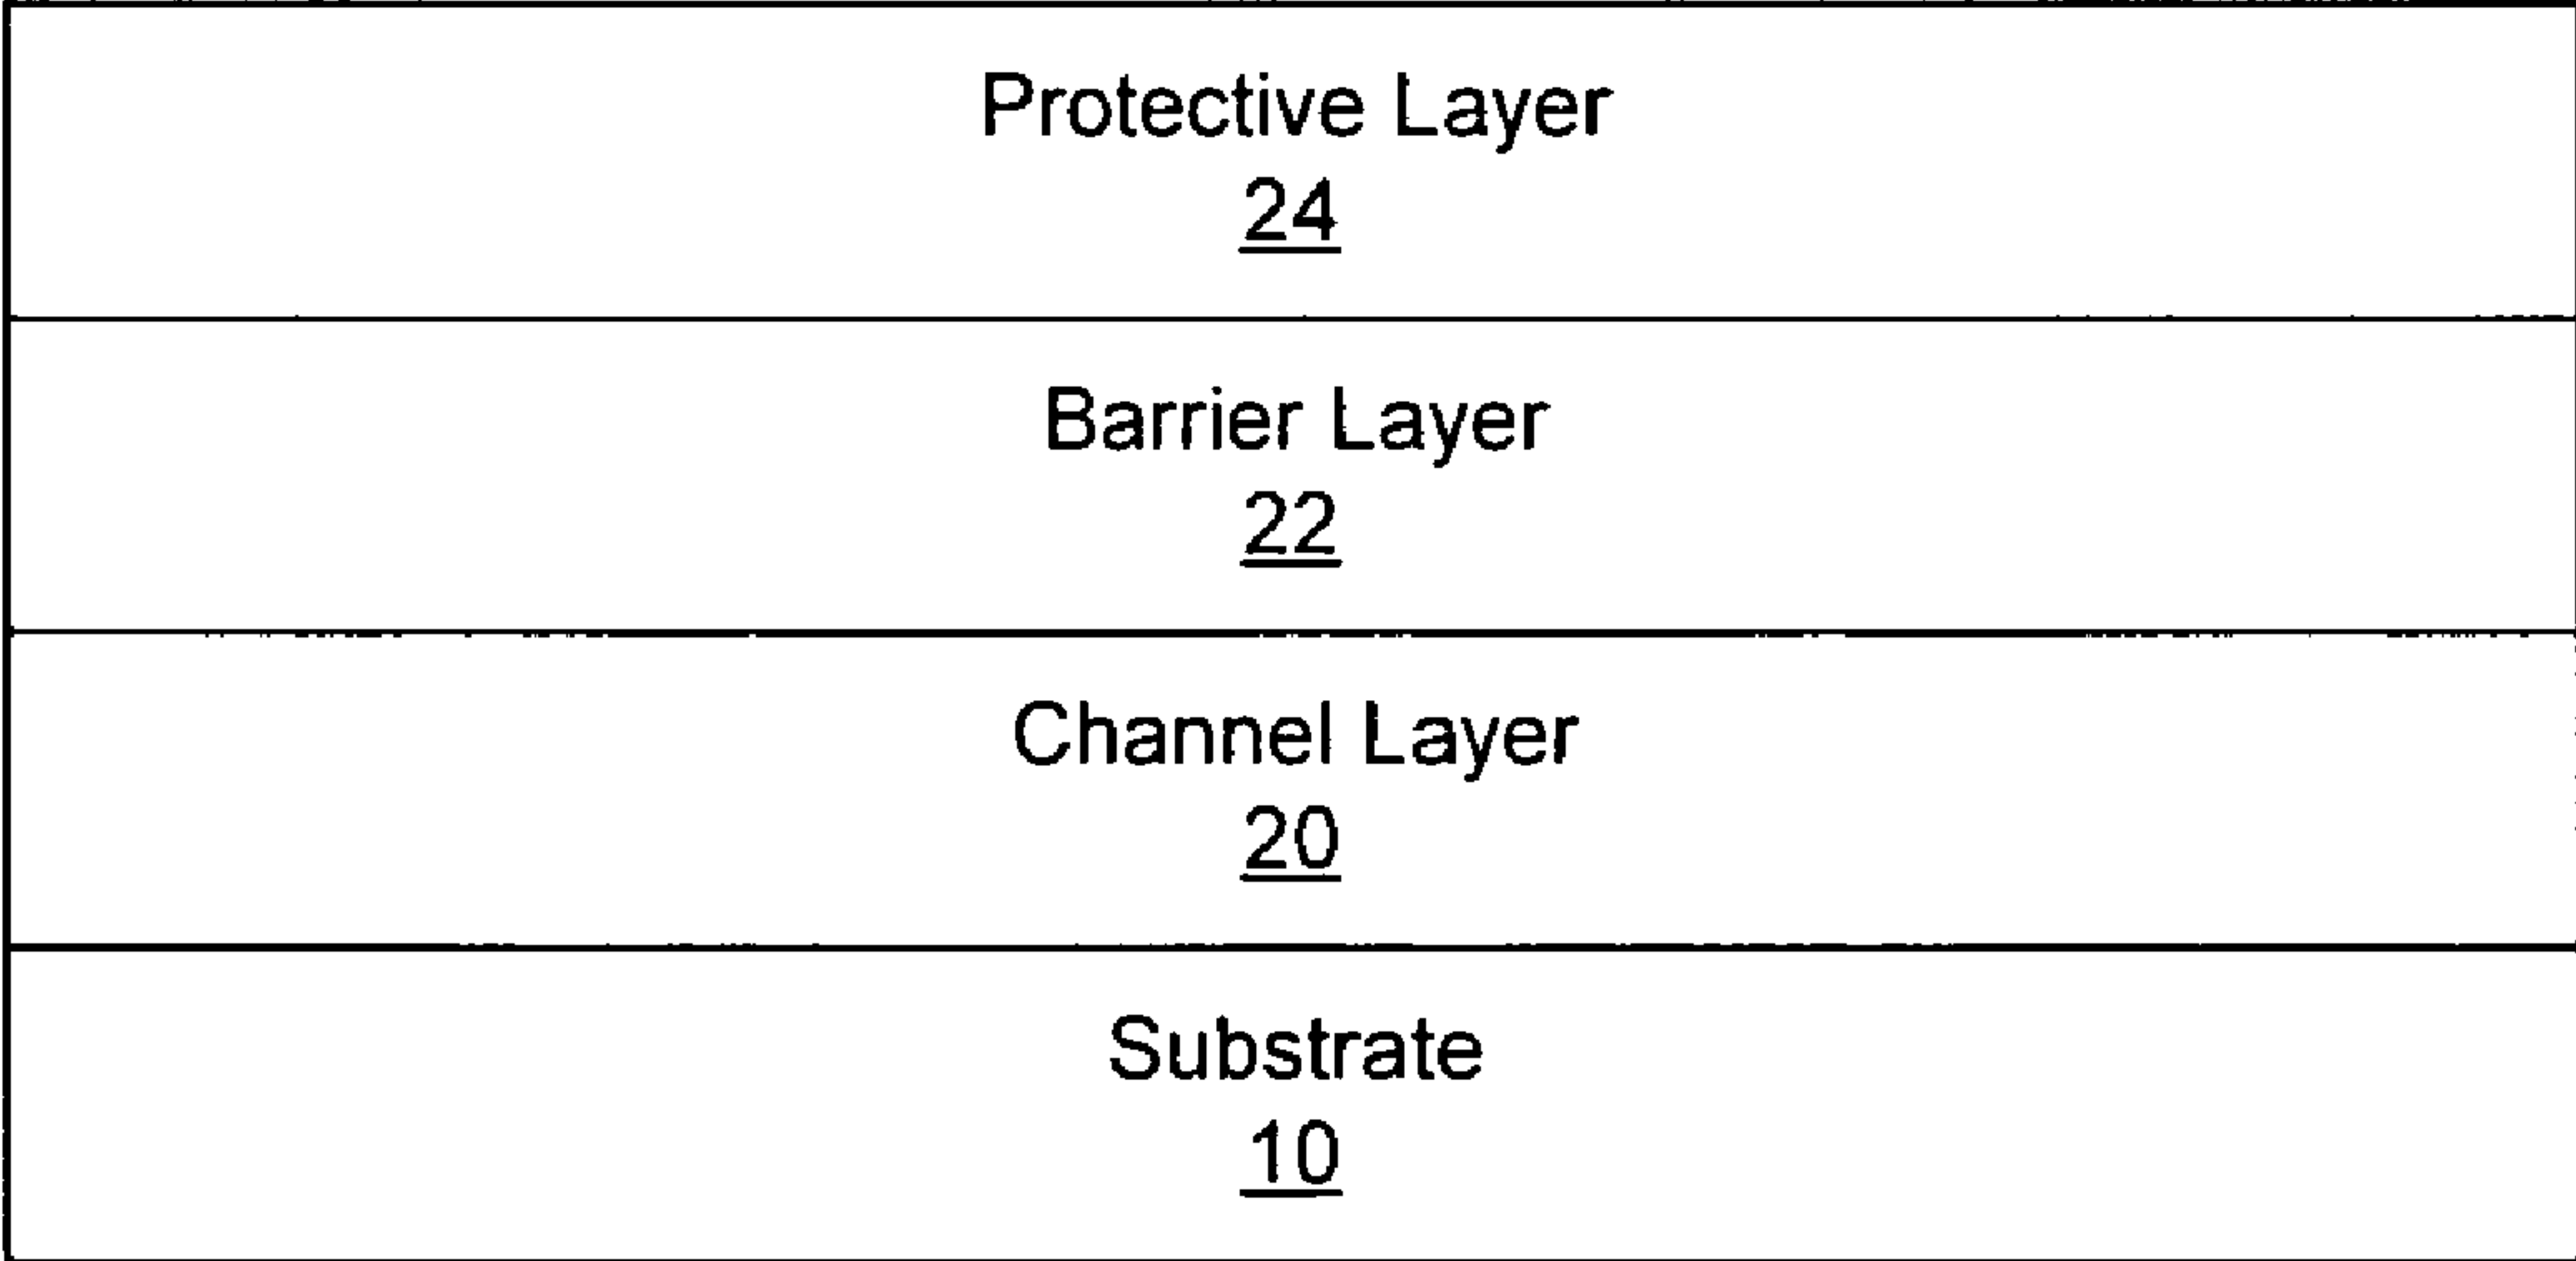 Protective Layer
24
Barrier Layer
22
Channel Layer
20
Substrate
10